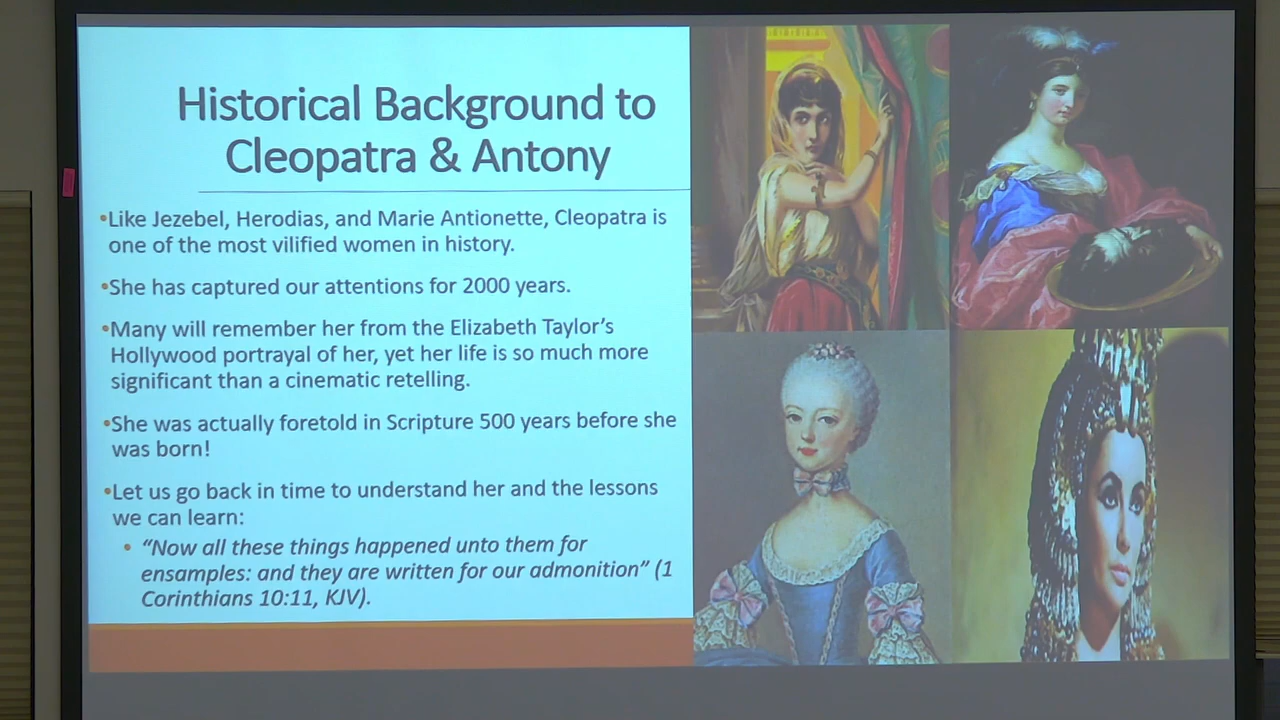 Historical Background to
Cleopatra & Antony
•Like Jezebel, Herodias, and Marie Antionette, Cleopatra is
one of the most vilified women in history.
•She has captured our attentions for 2000 years.
•Many will remember her from the Elizabeth Taylor's
Hollywood portrayal of her, yet her life is so much more
significant than a cinematic retelling.
•She was actually foretold in Scripture 500 years before she
was born!
•Let us go back in time to understand her and the lessons
we can learn:
• "Now all these things happened unto them for
ensamples: and they are written for our admonition" (1
Corinthians 10:11, KJV).